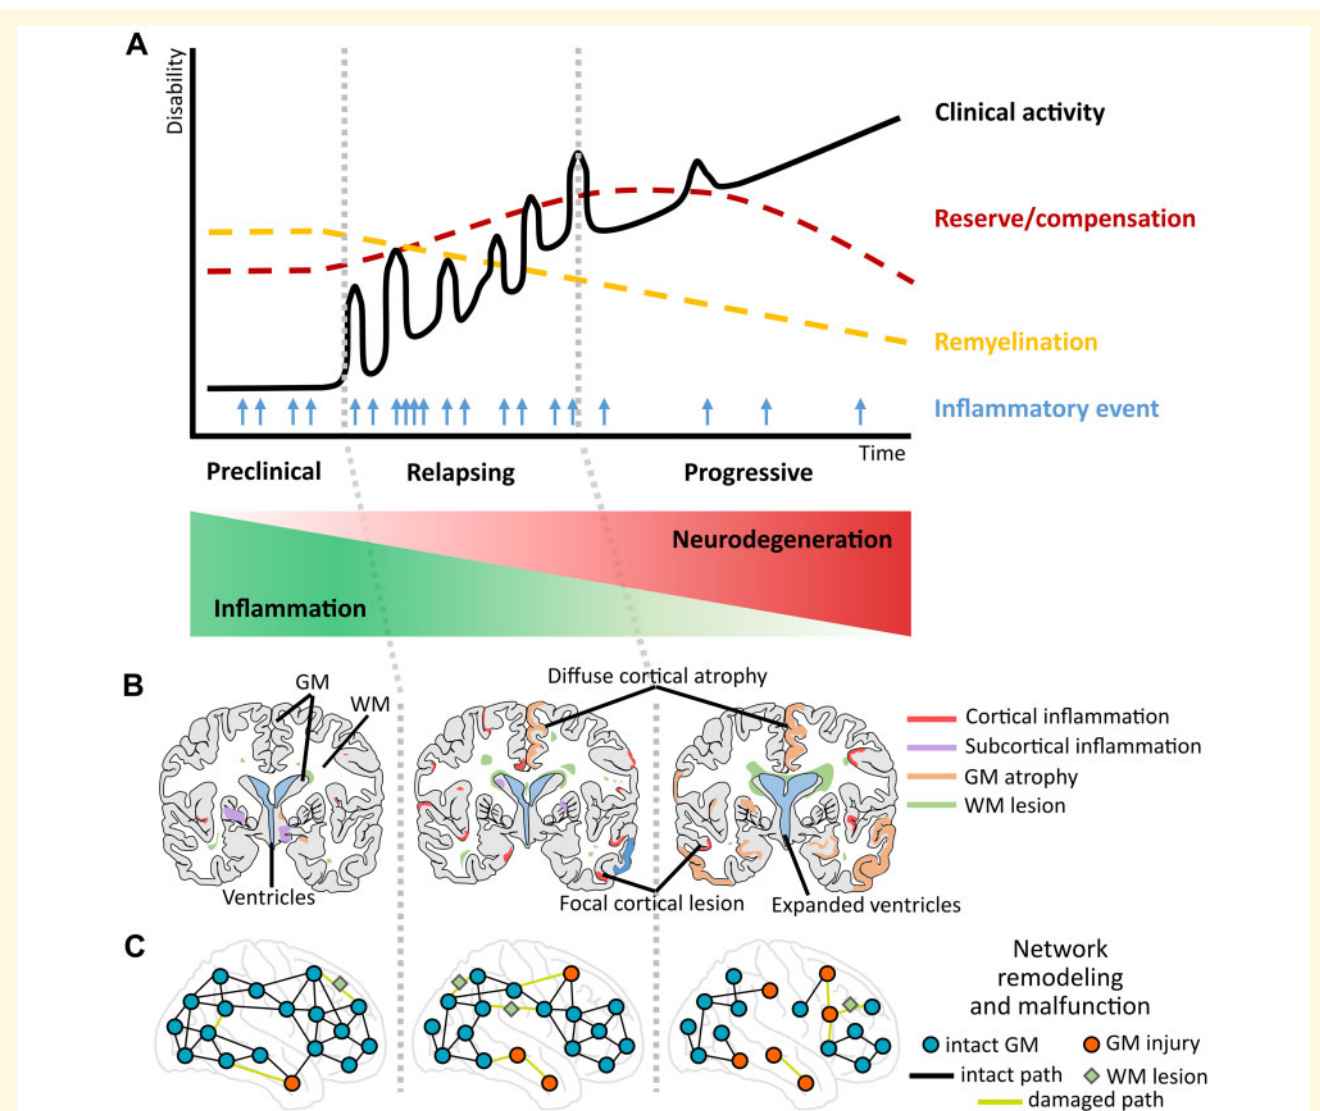 A
Disability
Clinical activity
Reserve/compensation
Remyelination
Inflammatory event
Time
Preclinical
Relapsing
Progressive
Neurodegeneration
Inflammation
B
GM
WM
Diffuse cortical atrophy
Cortical inflammation
Subcortical inflammation
GM atrophy
WM lesion
Ventricles
Focal cortical lesion
Expanded ventricles
C
Network
remodeling
and malfunction
intact GM
GM injury
intact path
WM lesion
damaged path